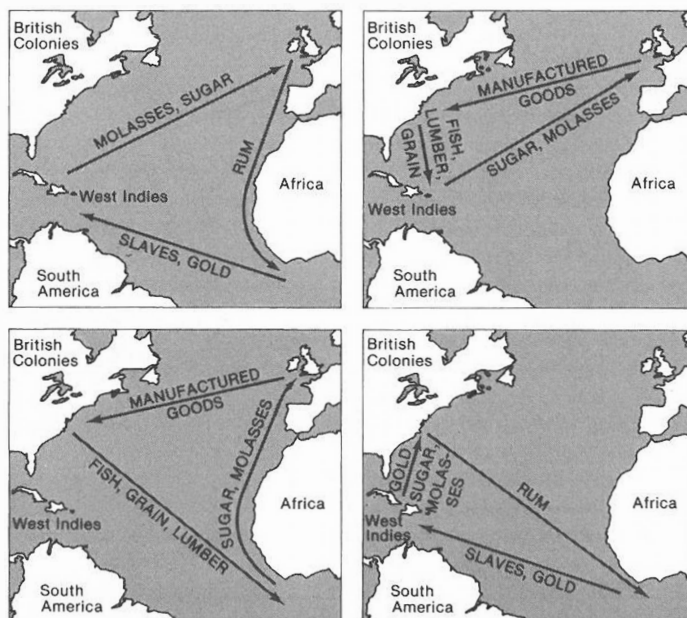 British
Colonies
MOLASSES, SUGAR
RUM
West Indies
Africa
SLAVES, GOLD
South
America
British
Colonies
MANUFACTURED
GOODS
FISH,
LUMBER,
GRAIN
SUGAR, MOLASSES
West Indies
Africa
South
America
British
Colonies
MANUFACTURED
GOODS
FISH, GRAIN, LUMBER
SUGAR, MOLASSES
West Indies
Africa
South
America
British
Colonies
GOLD
SUGAR,
MOLAS-
SES
RUM
West
Indies
Africa
SLAVES, GOLD
South
America